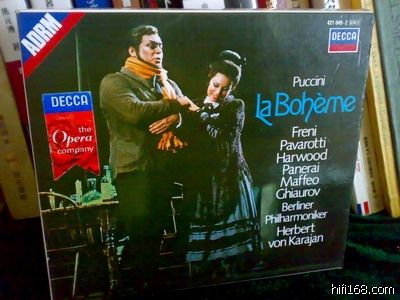 ADRM
421 049-2
DECCA
DECCA
the
Opera
company
Puccini
La Bohème
Freni
Pavarotti
Harwood
Panerai
Maffeo
Ghiaurov
Berliner
Philharmoniker
Herbert
von Karajan
hifi168.com